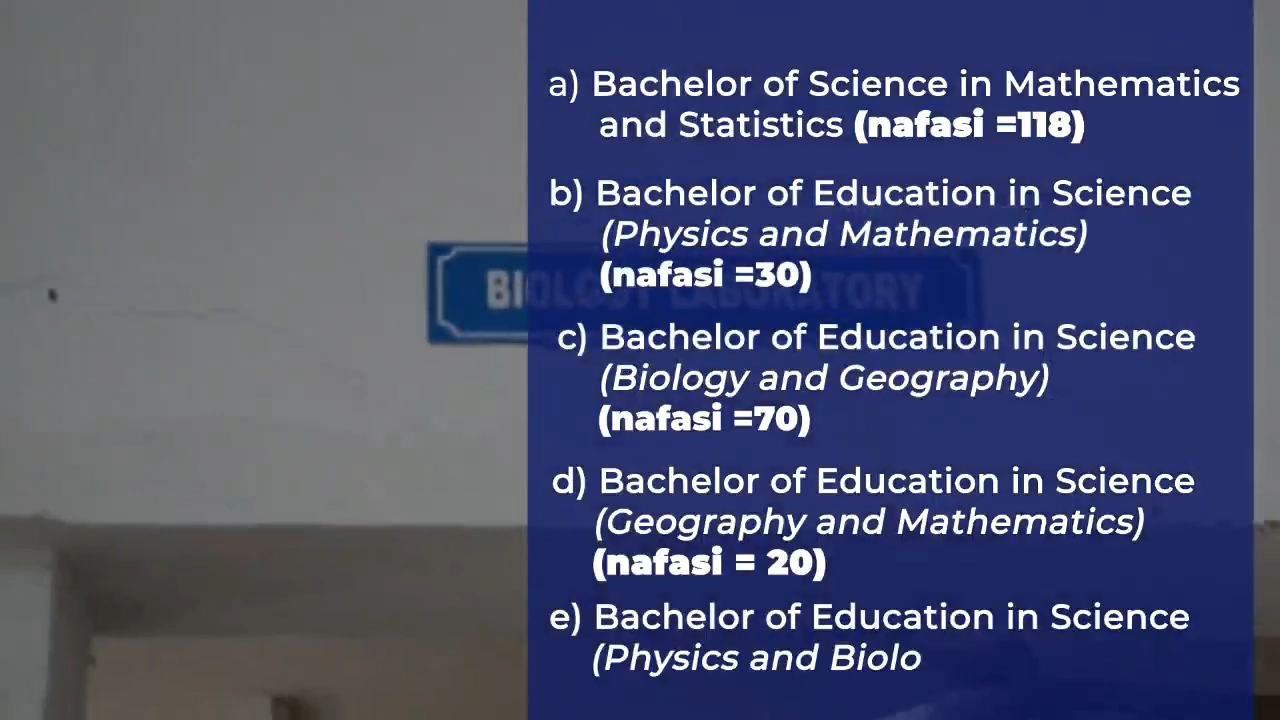 a) Bachelor of Science in Mathematics
and Statistics (nafasi =118)
b) Bachelor of Education in Science
(Physics and Mathematics)
(nafasi =30)
BIOLOGY LABORATORY
c) Bachelor of Education in Science
(Biology and Geography)
(nafasi =70)
d) Bachelor of Education in Science
(Geography and Mathematics)
(nafasi = 20)
e) Bachelor of Education in Science
(Physics and Biolo